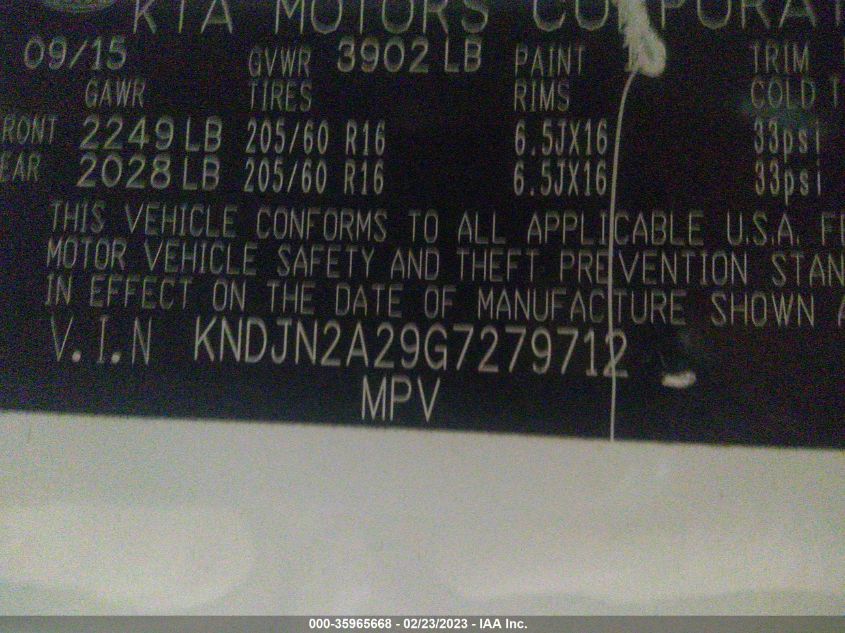 KIA MOTORS CORPORAT
09/15 GVWR 3902 LB PAINT TRIM
GAWR TIRES RIMS COLD T
RONT 2249 LB 205/60 R16 6.5JX16 33psi
EAR 2028 LB 205/60 R16 6.5JX16 33psi
THIS VEHICLE CONFORMS TO ALL APPLICABLE U.S.A. FE
MOTOR VEHICLE SAFETY AND THEFT PREVENTION STAN
IN EFFECT ON THE DATE OF MANUFACTURE SHOWN A
V.I.N KNDJN2A29G7279712
MPV
000-35965668 - 02/23/2023 - IAA Inc.